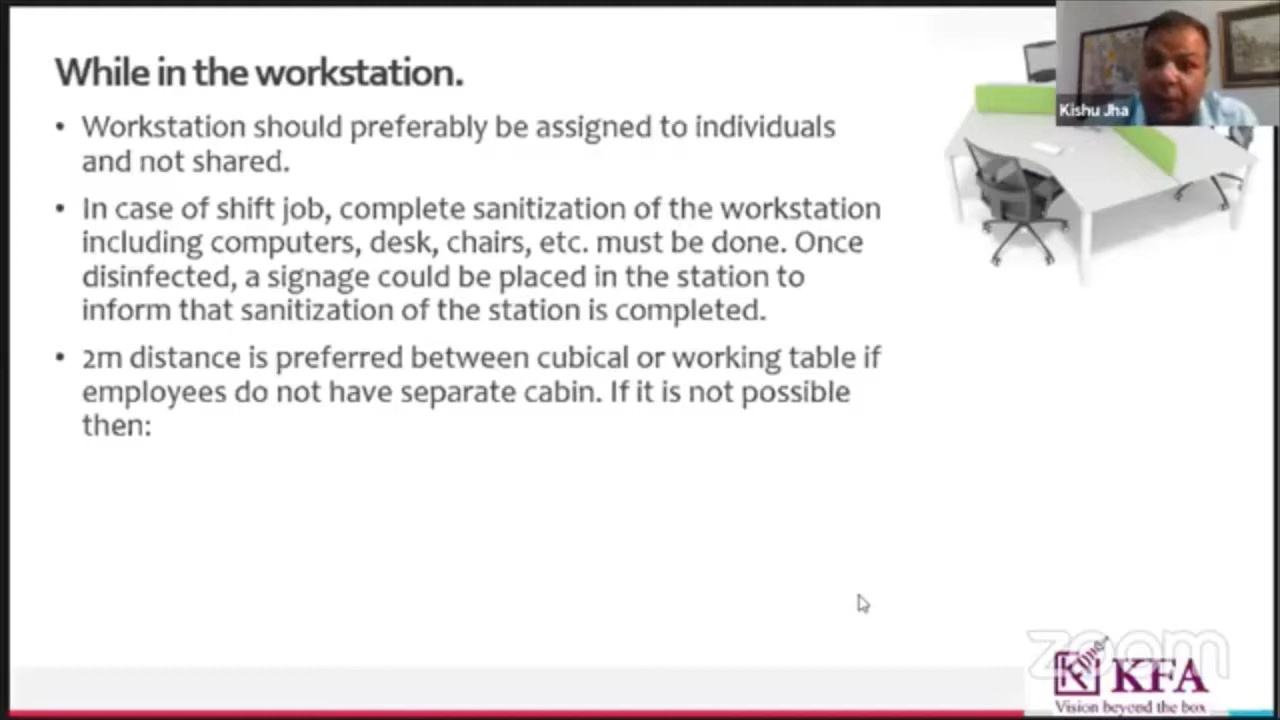 While in the workstation.
• Workstation should preferably be assigned to individuals
and not shared.
• In case of shift job, complete sanitization of the workstation
including computers, desk, chairs, etc. must be done. Once
disinfected, a signage could be placed in the station to
inform that sanitization of the station is completed.
• 2m distance is preferred between cubical or working table if
employees do not have separate cabin. If it is not possible
then:
Kishu Jha
zoom
KFA
Vision beyond the box